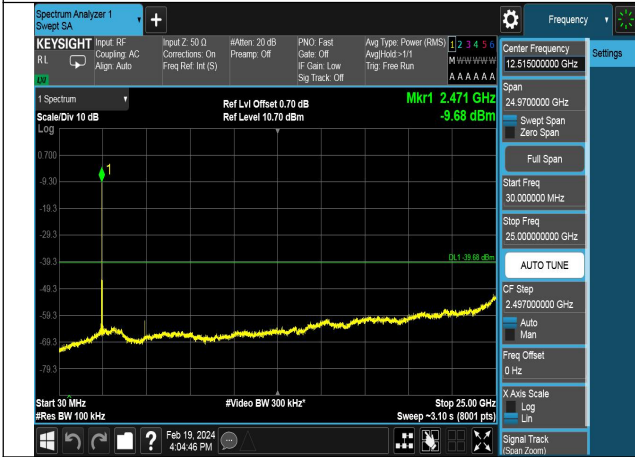 Spectrum Analyzer 1
Swept SA
Frequency
KEYSIGHT
Input: RF
Coupling: AC
Align: Auto
Input Z: 50 Ω
Corrections: On
Freq Ref: Int (S)
#Atten: 20 dB
Preamp: Off
PNO: Fast
Gate: Off
IF Gain: Low
Sig Track: Off
Avg Type: Power (RMS)
Avg|Hold:>1/1
Trig: Free Run
1 2 3 4 5 6
M W W W W W
A A A A A A
RL
Center Frequency
12.515000000 GHz
Settings
1 Spectrum
Scale/Div 10 dB
Log
Ref Lvl Offset 0.70 dB
Ref Level 10.70 dBm
Mkr1 2.471 GHz
-9.68 dBm
Span
24.9700000 GHz
Swept Span
Zero Span
Full Span
Start Freq
30.000000 MHz
Stop Freq
25.000000000 GHz
AUTO TUNE
CF Step
2.497000000 GHz
Auto
Man
Freq Offset
0 Hz
X Axis Scale
Log
Lin
Signal Track
(Span Zoom)
0.700
-9.30
-19.3
-29.3
-39.3
-49.3
-59.3
-69.3
-79.3
1
DL1 -39.68 dBm
Start 30 MHz
#Res BW 100 kHz
#Video BW 300 kHz*
Stop 25.00 GHz
Sweep ~3.10 s (8001 pts)
Feb 19, 2024
4:04:46 PM